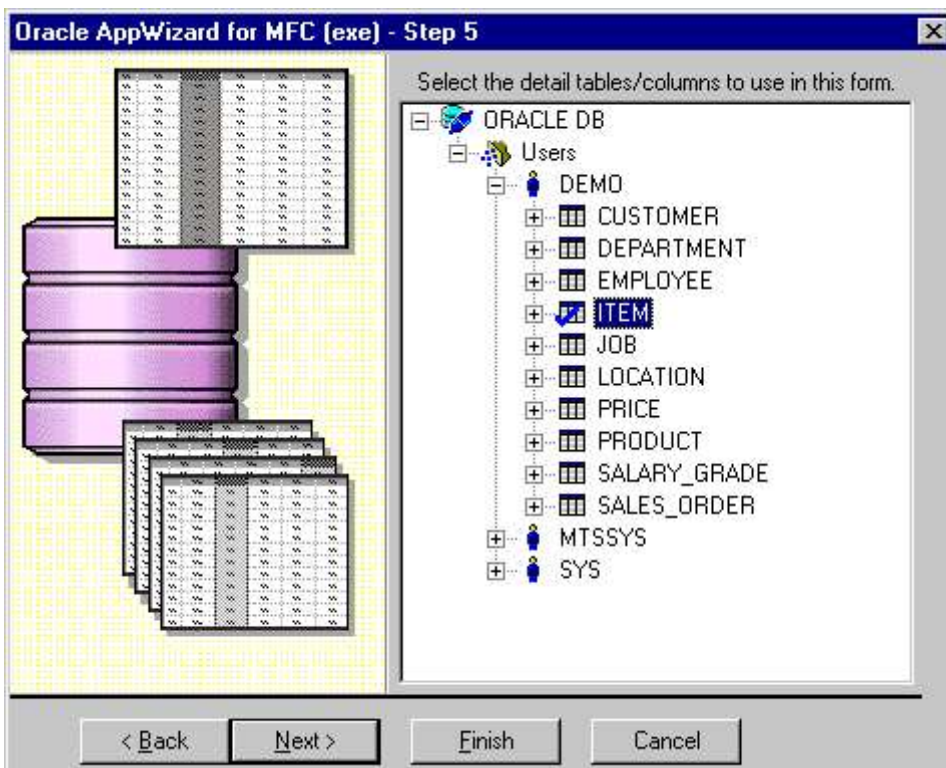 Oracle AppWizard for MFC (exe) - Step 5
Select the detail tables/columns to use in this form.
ORACLE DB
Users
DEMO
CUSTOMER
DEPARTMENT
EMPLOYEE
ITEM
JOB
LOCATION
PRICE
PRODUCT
SALARY_GRADE
SALES_ORDER
MTSSYS
SYS
< Back Next > Finish Cancel